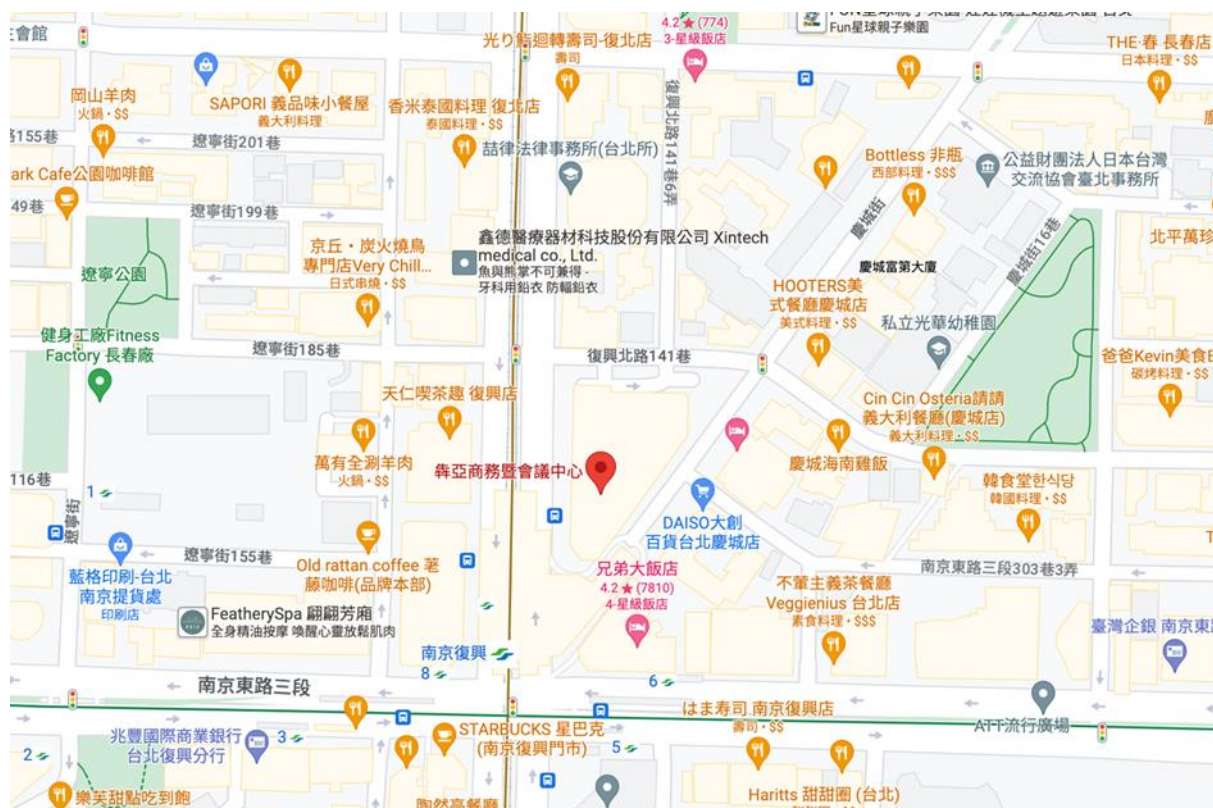 4.2 ★ (774)
3-星級飯店
Fun星球親子樂園
光り鮨迴轉壽司-復北店
壽司
THE·春 長春店
日本料理·$$
岡山羊肉
火鍋·$$
SAPORI 義品味小餐屋
義大利料理
香米泰國料理 復北店
泰國料理·$$
復興北路141巷6弄
155巷
遼寧街201巷
喆律法律事務所(台北所)
Bottless 非瓶
西部料理·$$$
公益財團法人日本台灣
交流協會臺北事務所
ark Cafe公園咖啡館
49巷
遼寧街199巷
慶城街
慶城街16巷
鑫德醫療器材科技股份有限公司 Xintech
medical co., Ltd.
魚與熊掌不可兼得 -
牙科用鉛衣 防輻鉛衣
京丘·炭火燒鳥
專門店Very Chill...
日式串燒·$$
北平萬珍
遼寧公園
慶城富第大廈
HOOTERS美
式餐廳慶城店
美式料理·$$
私立光華幼稚園
健身工廠Fitness
Factory 長春廠
遼寧街185巷
復興北路141巷
爸爸Kevin美食
碳烤料理·$$
天仁喫茶趣 復興店
Cin Cin Osteria請請
義大利餐廳(慶城店)
義大利料理·$$
萬有全涮羊肉
火鍋·$$
犇亞商務暨會議中心
慶城海南雞飯
韓食堂한식당
韓國料理·$$
116巷
1
遼寧街
DAISO大創
百貨台北慶城店
遼寧街155巷
Old rattan coffee 荖
藤咖啡(品牌本部)
兄弟大飯店
4.2 ★ (7810)
4-星級飯店
南京東路三段303巷3弄
藍格印刷-台北
南京提貨處
印刷店
不葷主義茶餐廳
Veggienius 台北店
素食料理·$$$
FeatherySpa 翩翩芳廂
全身精油按摩 喚醒心靈放鬆肌肉
臺灣企銀 南京東
南京復興
8
6
南京東路三段
はま寿司 南京復興店
壽司·$$
ATT流行廣場
兆豐國際商業銀行
台北復興分行
3
STARBUCKS 星巴克
(南京復興門市)
5
2
樂芙甜點吃到飽
陶然亭餐廳
Haritts 甜甜圈 (台北)